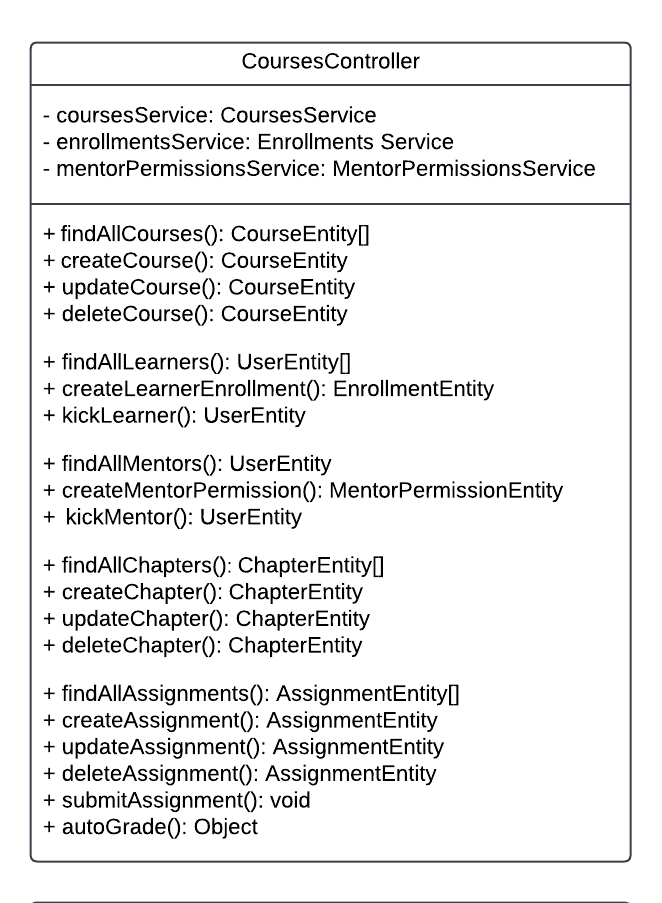 CoursesController
- coursesService: CoursesService
- enrollmentsService: Enrollments Service
- mentorPermissionsService: MentorPermissionsService
+ findAllCourses(): CourseEntity[]
+ createCourse(): CourseEntity
+ updateCourse(): CourseEntity
+ deleteCourse(): CourseEntity
+ findAllLearners(): UserEntity[]
+ createLearnerEnrollment(): EnrollmentEntity
+ kickLearner(): UserEntity
+ findAllMentors(): UserEntity
+ createMentorPermission(): MentorPermissionEntity
+ kickMentor(): UserEntity
+ findAllChapters(): ChapterEntity[]
+ createChapter(): ChapterEntity
+ updateChapter(): ChapterEntity
+ deleteChapter(): ChapterEntity
+ findAllAssignments(): AssignmentEntity[]
+ createAssignment(): AssignmentEntity
+ updateAssignment(): AssignmentEntity
+ deleteAssignment(): AssignmentEntity
+ submitAssignment(): void
+ autoGrade(): Object